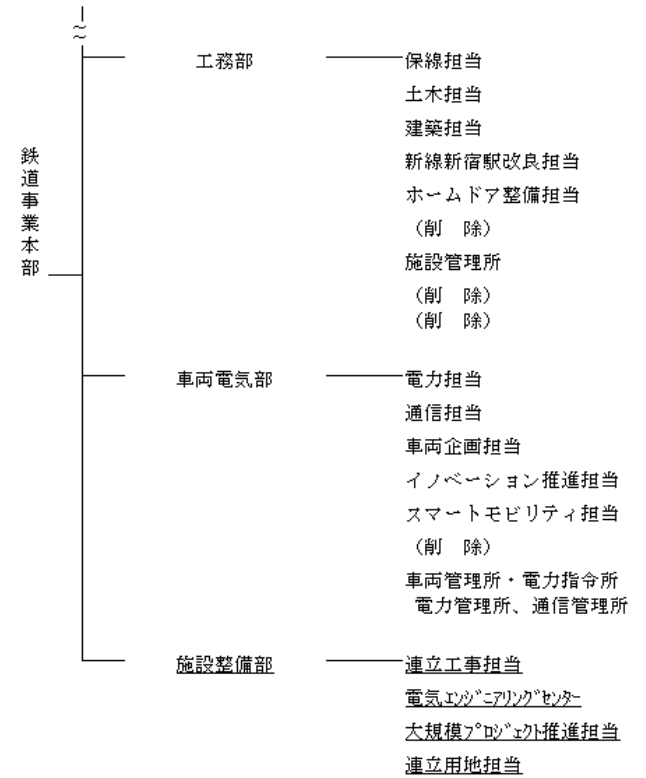 鉄道事業本部
工務部
保線担当
土木担当
建築担当
新線新宿駅改良担当
ホームドア整備担当
(削　除)
施設管理所
(削　除)
(削　除)
車両電気部
電力担当
通信担当
車両企画担当
イノベーション推進担当
スマートモビリティ担当
(削　除)
車両管理所・電力指令所
電力管理所、通信管理所
施設整備部
連立工事担当
電気ｴﾝｼﾞﾆｱﾘﾝｸﾞｾﾝﾀｰ
大規模ﾌﾟﾛｼﾞｪｸﾄ推進担当
連立用地担当